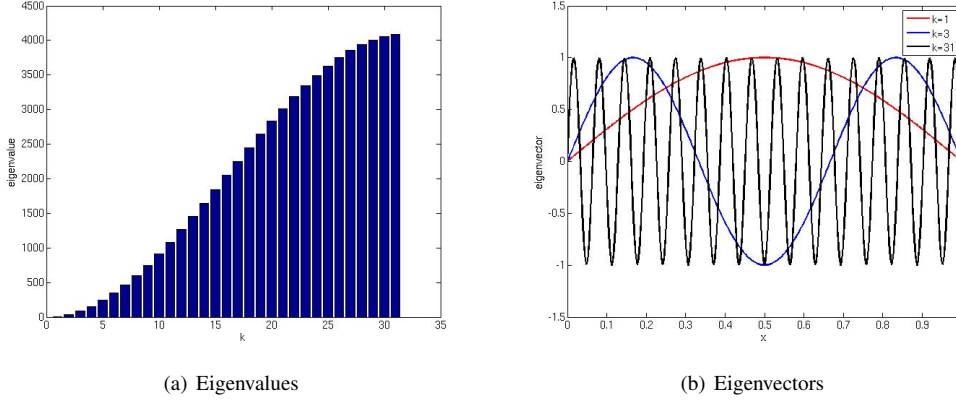 4500
4000
3500
3000
2500
2000
1500
1000
500
0
eigenvalue
0 5 10 15 20 25 30 35
k
(a) Eigenvalues
1.5
1
0.5
0
-0.5
-1
-1.5
eigenvector
k=1
k=3
k=31
0 0.1 0.2 0.3 0.4 0.5 0.6 0.7 0.8 0.9
x
(b) Eigenvectors